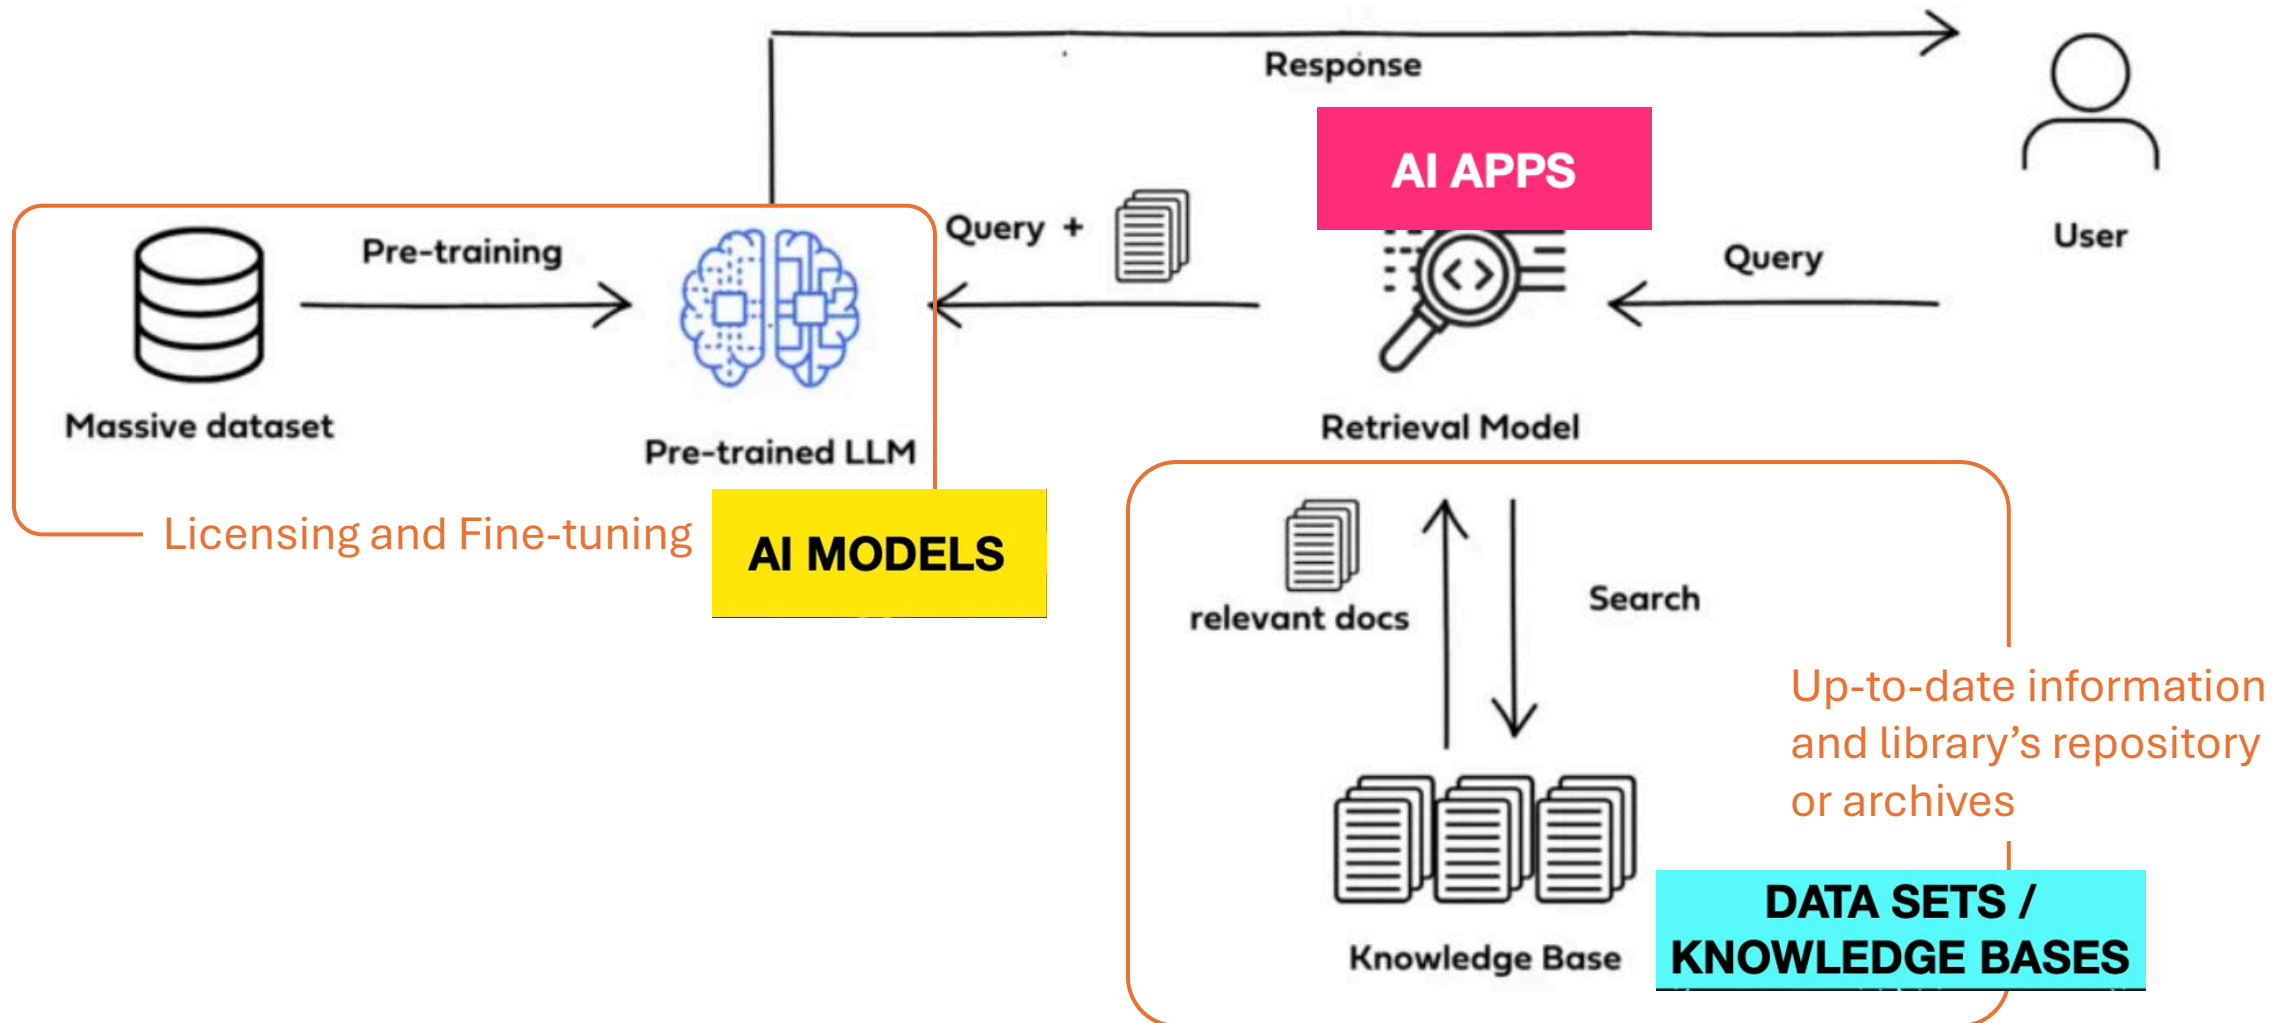 Response
AI APPS
Query +
Pre-training
Query
User
Massive dataset
Pre-trained LLM
Retrieval Model
Licensing and Fine-tuning
AI MODELS
relevant docs
Search
Up-to-date information
and library’s repository
or archives
DATA SETS /
KNOWLEDGE BASES
Knowledge Base